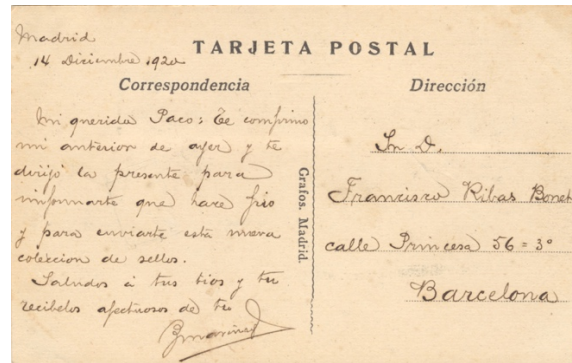 Madrid
14 Diciembre 1920
TARJETA POSTAL
Correspondencia
Mi querido Paco: Te confirmo
mi anterior de ayer y te
dirijo la presente para
informarte que hace frio
y para enviarte esta nueva
coleccion de sellos.
Saludos á tus tios y tu
recibelos afectuosos de tu
Grafos. Madrid.
Dirección
Sr. D.
Francisco Ribas Bonet
calle Princesa 56 = 3º
Barcelona